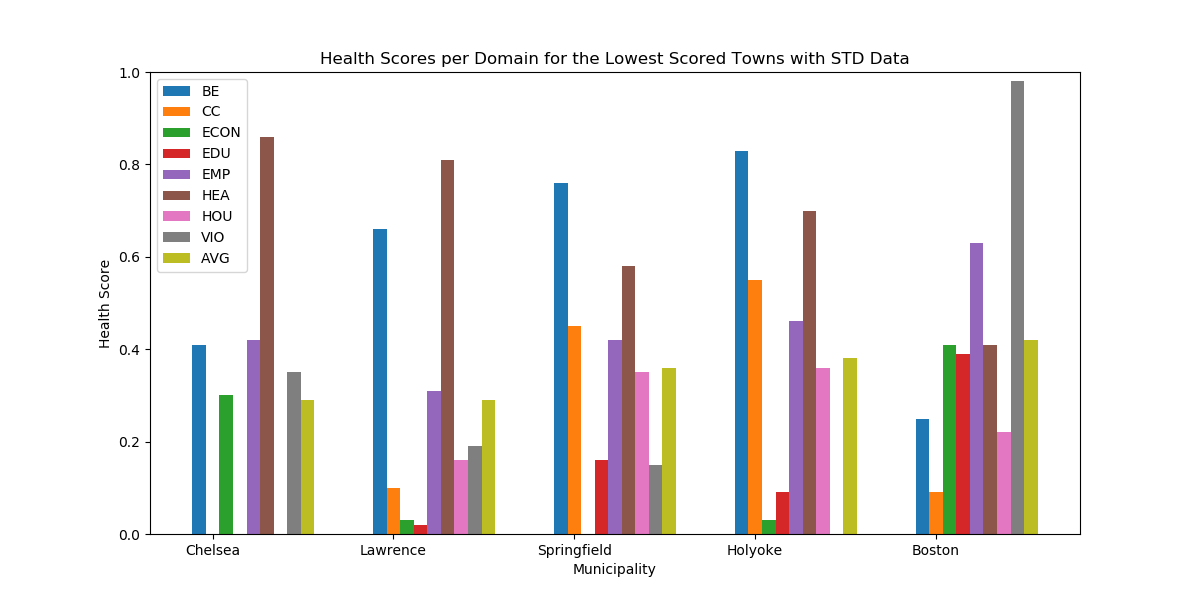 Health Scores per Domain for the Lowest Scored Towns with STD Data
1.0
0.8
0.6
0.4
0.2
0.0
Health Score
BE
CC
ECON
EDU
EMP
HEA
HOU
VIO
AVG
Chelsea Lawrence Springfield Holyoke Boston
Municipality